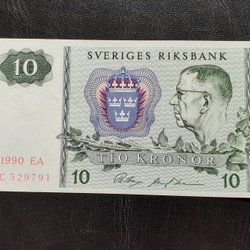 10
SVERIGES RIKSBANK
1990 EA
C 529791
TIO KRONOR
10
10